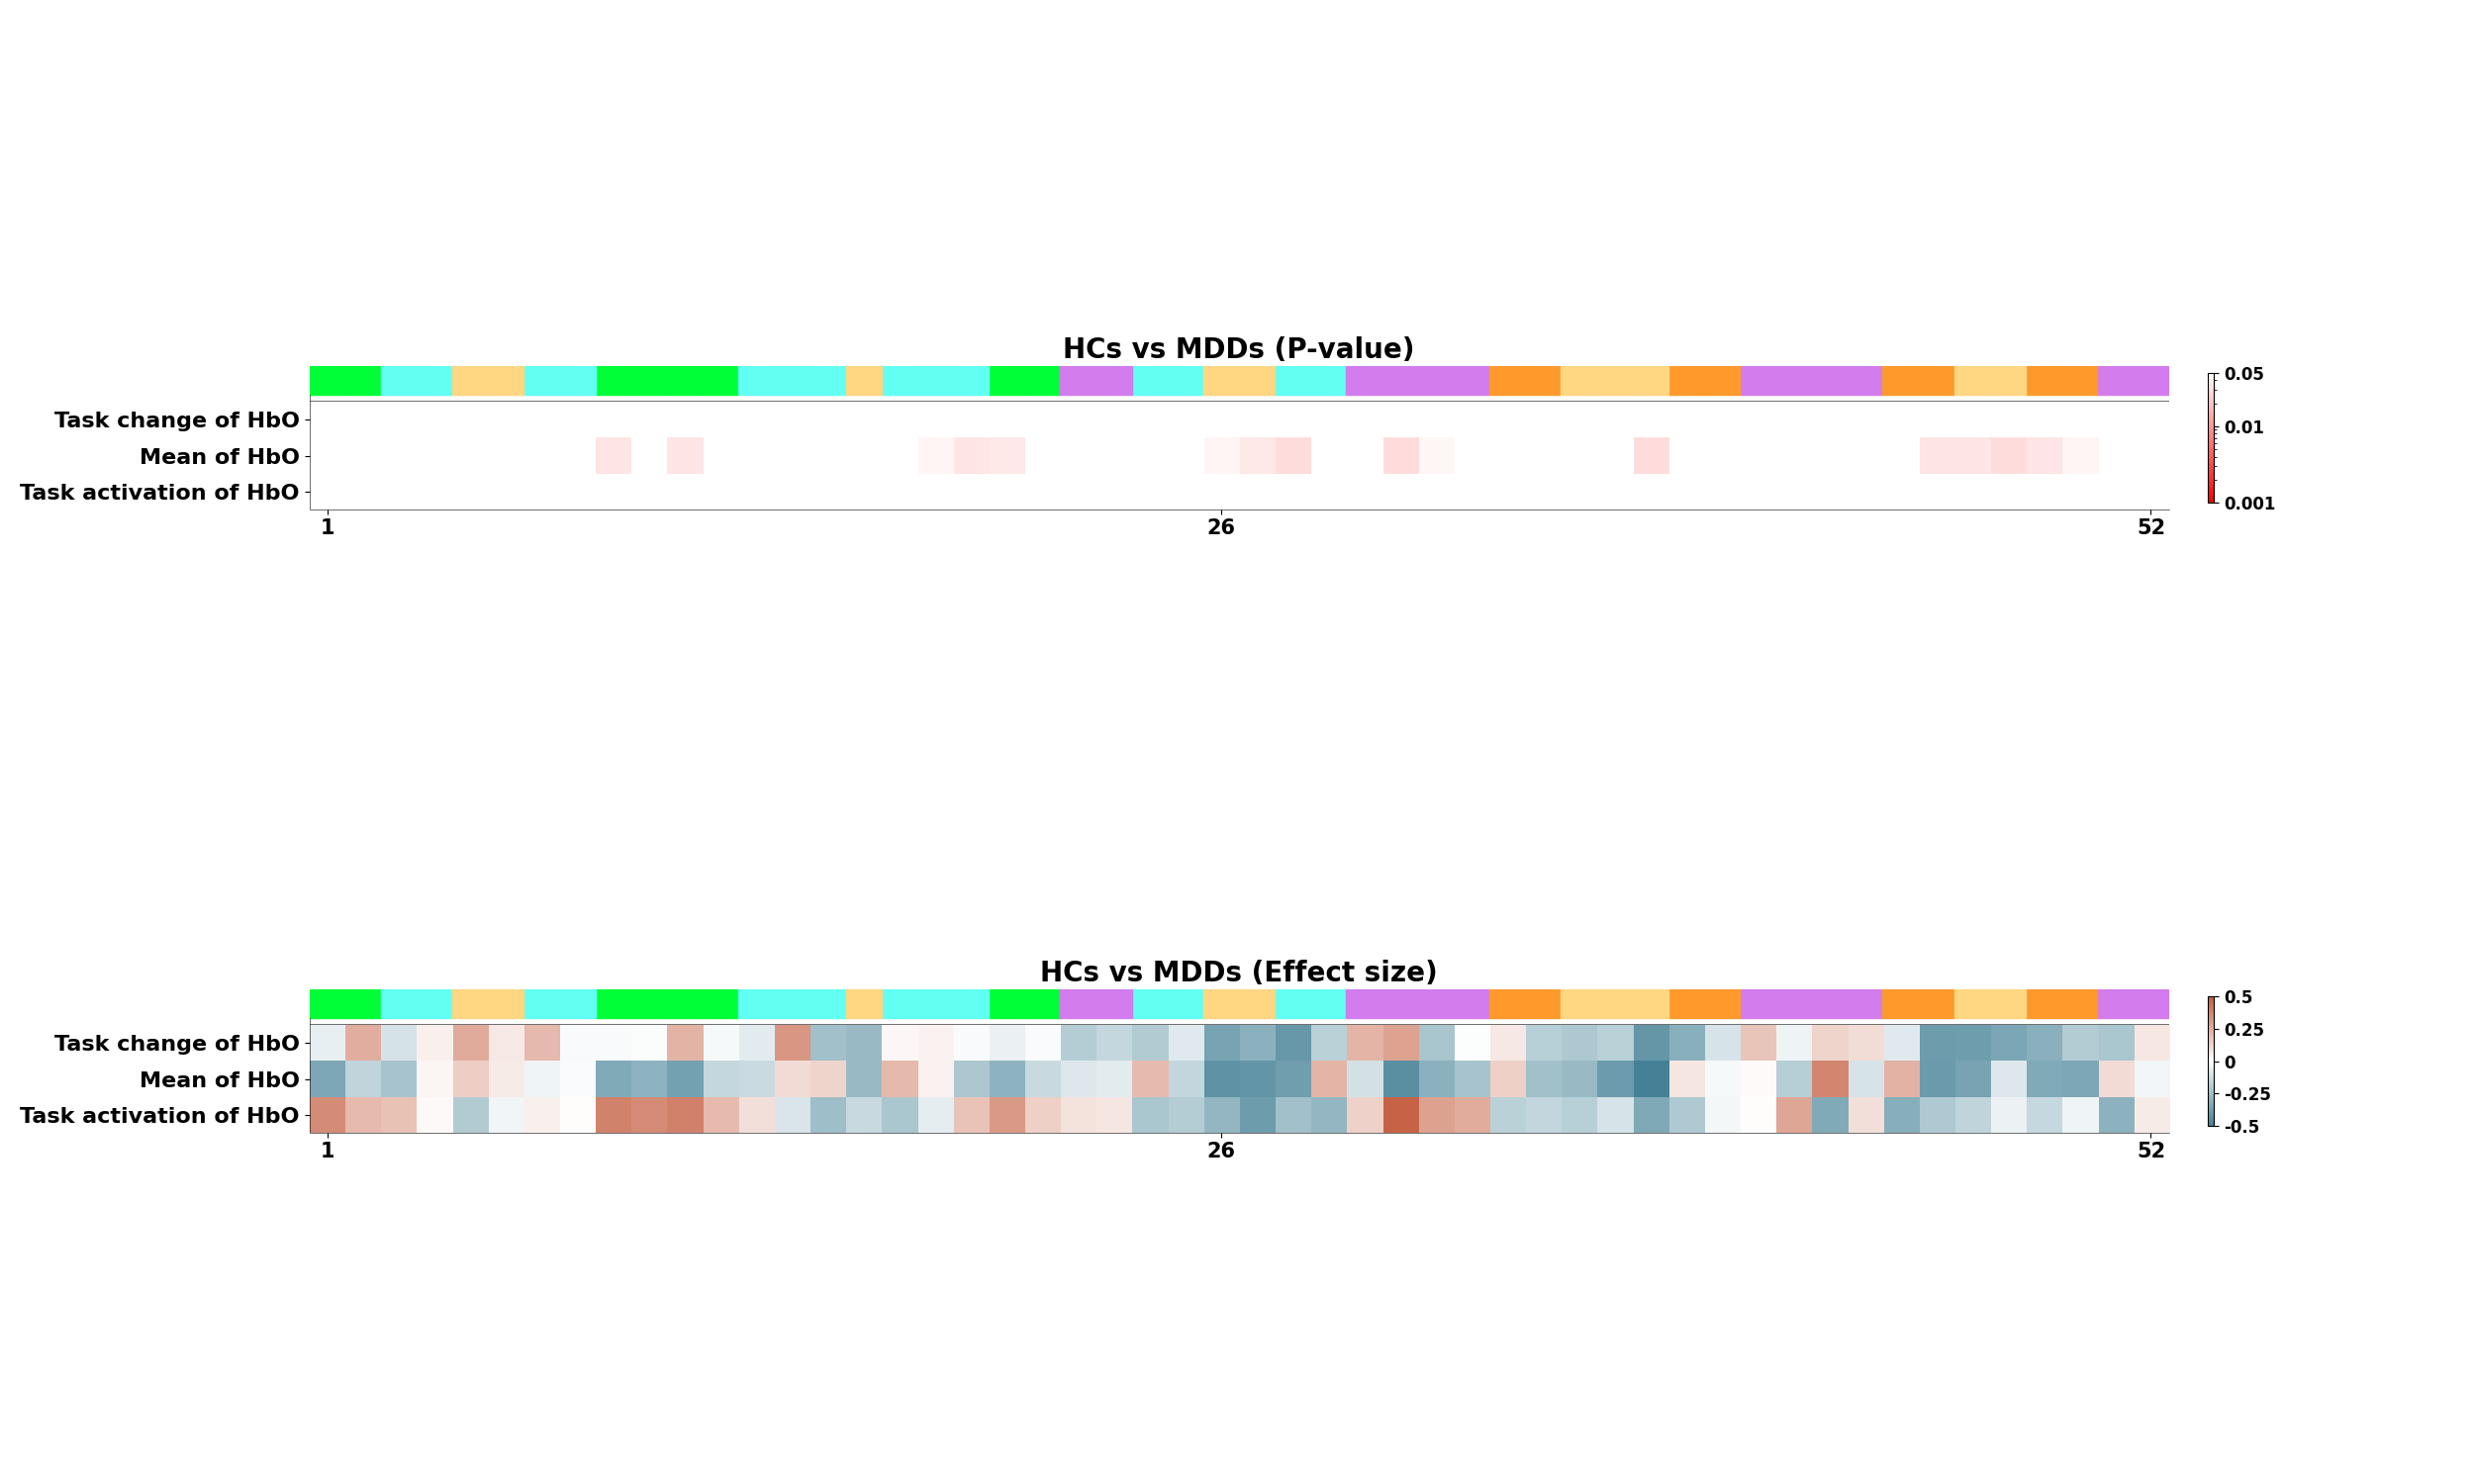 HCs vs MDDs (P-value)
Task change of HbO
Mean of HbO
Task activation of HbO
1 26 52
0.05
0.01
0.001
HCs vs MDDs (Effect size)
Task change of HbO
Mean of HbO
Task activation of HbO
1 26 52
0.5
0.25
0
-0.25
-0.5